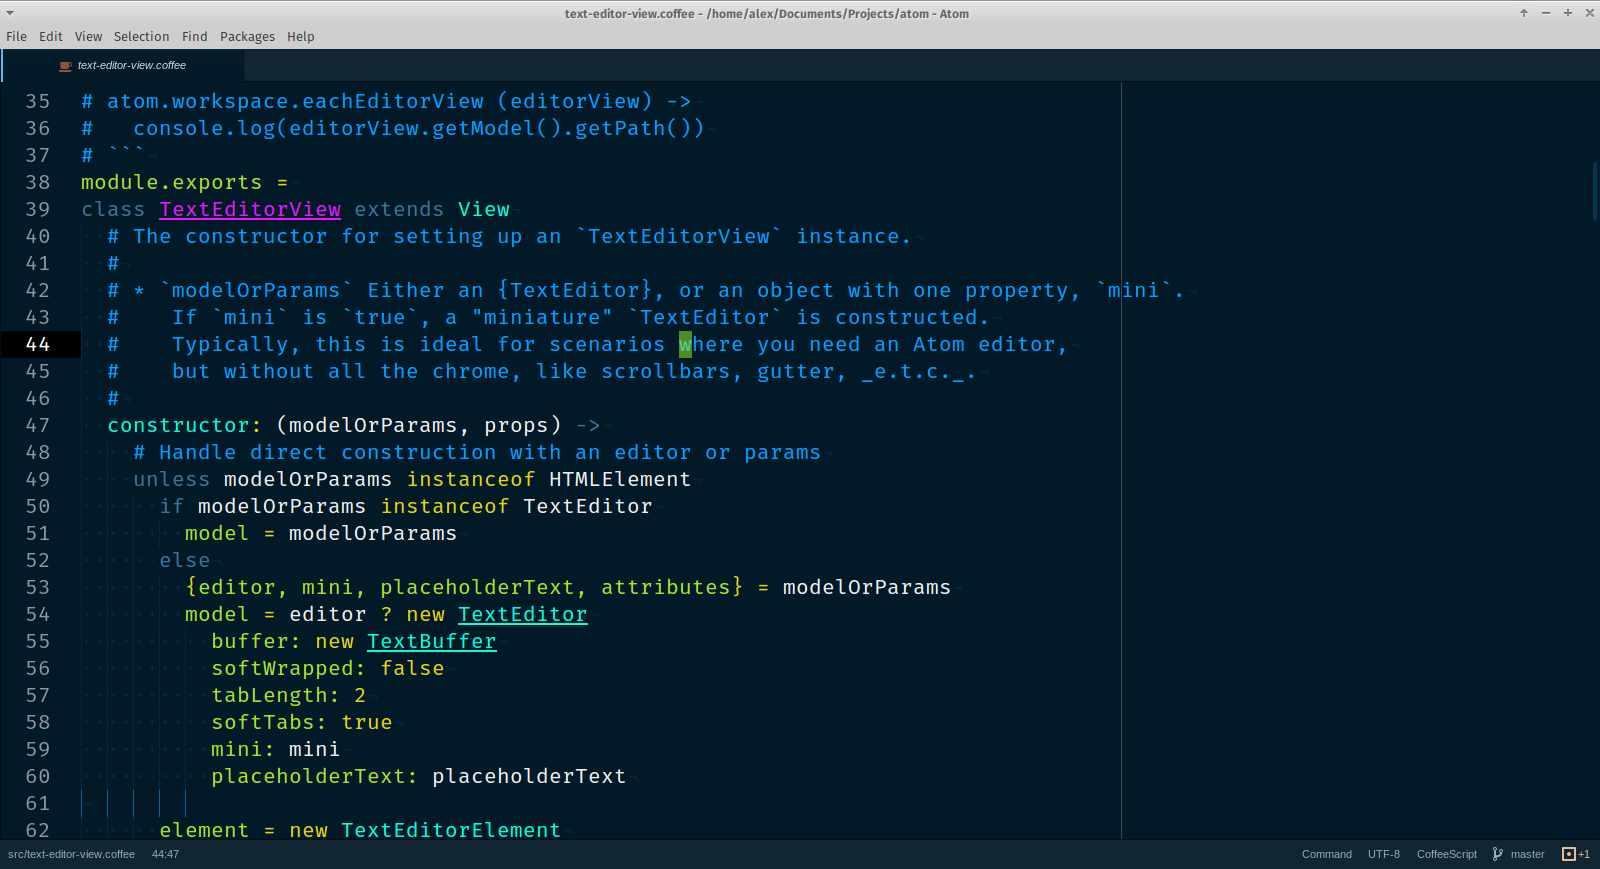 text-editor-view.coffee - /home/alex/Documents/Projects/atom - Atom
File Edit View Selection Find Packages Help
text-editor-view.coffee
35 # atom.workspace.eachEditorView (editorView) ->
36 #   console.log(editorView.getModel().getPath())
37 # ```
38 module.exports =
39 class TextEditorView extends View
40   # The constructor for setting up an `TextEditorView` instance.
41   #
42   # * `modelOrParams` Either an {TextEditor}, or an object with one property, `mini`.
43   #    If `mini` is `true`, a "miniature" `TextEditor` is constructed.
44   #    Typically, this is ideal for scenarios where you need an Atom editor,
45   #    but without all the chrome, like scrollbars, gutter, _e.t.c._.
46   #
47   constructor: (modelOrParams, props) ->
48     # Handle direct construction with an editor or params
49     unless modelOrParams instanceof HTMLElement
50       if modelOrParams instanceof TextEditor
51         model = modelOrParams
52       else
53         {editor, mini, placeholderText, attributes} = modelOrParams
54         model = editor ? new TextEditor
55           buffer: new TextBuffer
56           softWrapped: false
57           tabLength: 2
58           softTabs: true
59           mini: mini
60           placeholderText: placeholderText
61
62       element = new TextEditorElement
src/text-editor-view.coffee 44:47 Command UTF-8 CoffeeScript master +1